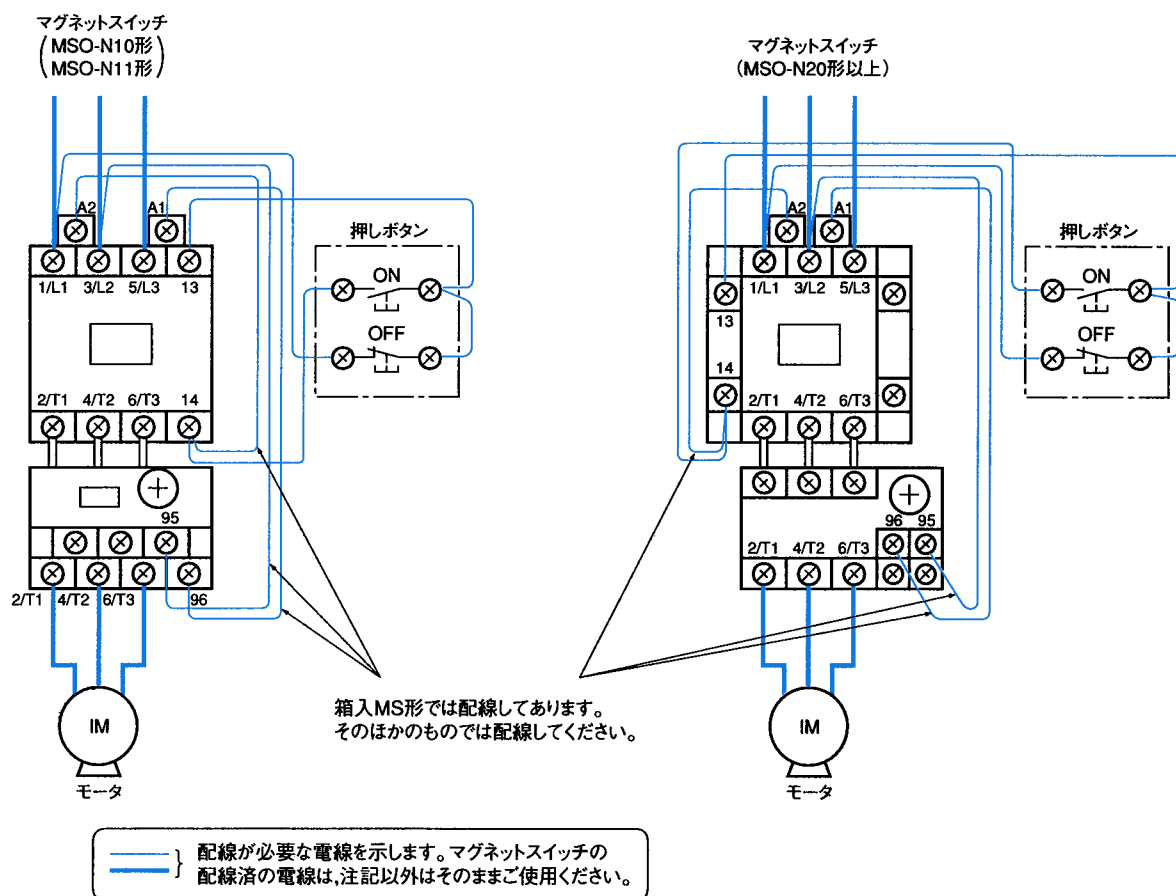 マグネットスイッチ
(MSO-N10形
MSO-N11形)
A2
A1
1/L1
3/L2
5/L3
13
2/T1
4/T2
6/T3
14
95
2/T1
4/T2
6/T3
96
IM
モータ
押しボタン
ON
OFF
マグネットスイッチ
(MSO-N20形以上)
A2
A1
1/L1
3/L2
5/L3
13
14
2/T1
4/T2
6/T3
96
95
2/T1
4/T2
6/T3
IM
モータ
押しボタン
ON
OFF
箱入MS形では配線してあります。
そのほかのものでは配線してください。
配線が必要な電線を示します。マグネットスイッチの
配線済の電線は,注記以外はそのままご使用ください。